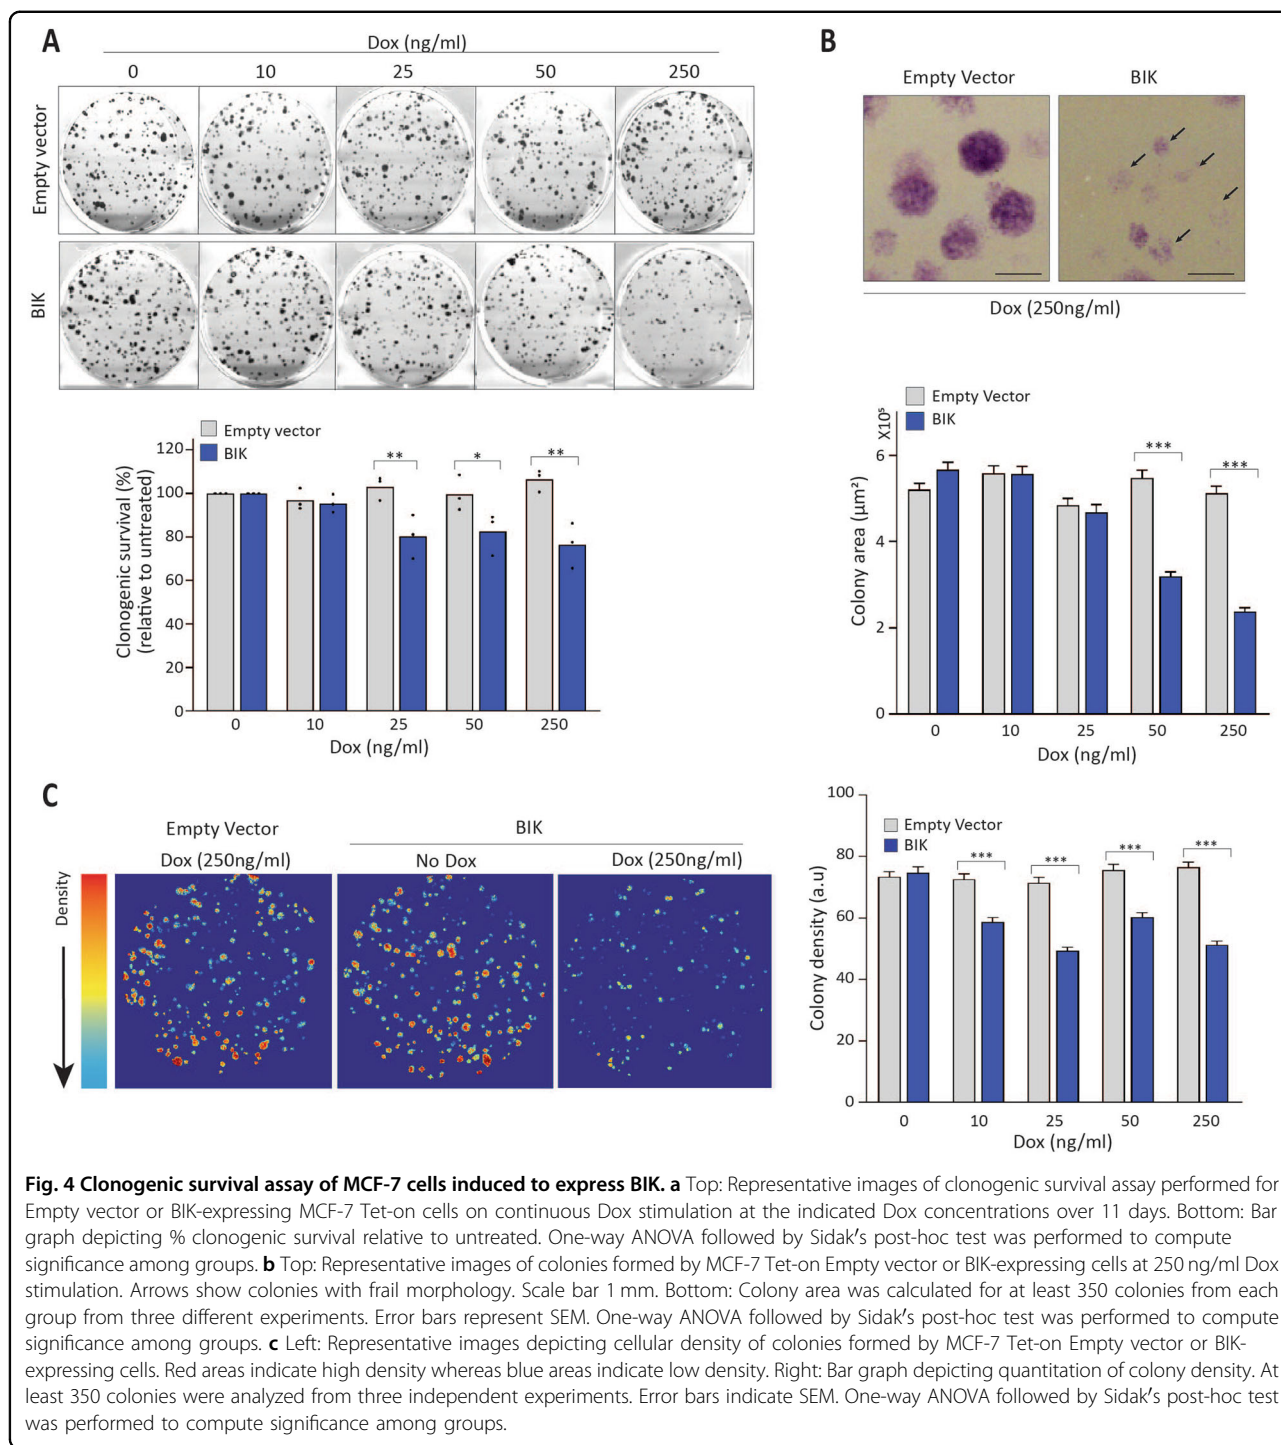 A
Dox (ng/ml)
0 10 25 50 250
Empty vector
BIK
Clonogenic survival (%)
(relative to untreated)
120
100
80
60
40
20
0
Empty vector
BIK
** * **
0 10 25 50 250
Dox (ng/ml)
B
Empty Vector BIK
Dox (250ng/ml)
X10⁵
Colony area (µm²)
6
4
2
0
Empty Vector
BIK
*** ***
0 10 25 50 250
Dox (ng/ml)
C
Empty Vector BIK
Dox (250ng/ml) No Dox Dox (250ng/ml)
Density
Colony density (a.u)
100
80
60
40
20
0
Empty Vector
BIK
*** *** *** ***
0 10 25 50 250
Dox (ng/ml)
Fig. 4 Clonogenic survival assay of MCF-7 cells induced to express BIK. a Top: Representative images of clonogenic survival assay performed for
Empty vector or BIK-expressing MCF-7 Tet-on cells on continuous Dox stimulation at the indicated Dox concentrations over 11 days. Bottom: Bar
graph depicting % clonogenic survival relative to untreated. One-way ANOVA followed by Sidak′s post-hoc test was performed to compute
significance among groups. b Top: Representative images of colonies formed by MCF-7 Tet-on Empty vector or BIK-expressing cells at 250 ng/ml Dox
stimulation. Arrows show colonies with frail morphology. Scale bar 1 mm. Bottom: Colony area was calculated for at least 350 colonies from each
group from three different experiments. Error bars represent SEM. One-way ANOVA followed by Sidak′s post-hoc test was performed to compute
significance among groups. c Left: Representative images depicting cellular density of colonies formed by MCF-7 Tet-on Empty vector or BIK-
expressing cells. Red areas indicate high density whereas blue areas indicate low density. Right: Bar graph depicting quantitation of colony density. At
least 350 colonies were analyzed from three independent experiments. Error bars indicate SEM. One-way ANOVA followed by Sidak′s post-hoc test
was performed to compute significance among groups.